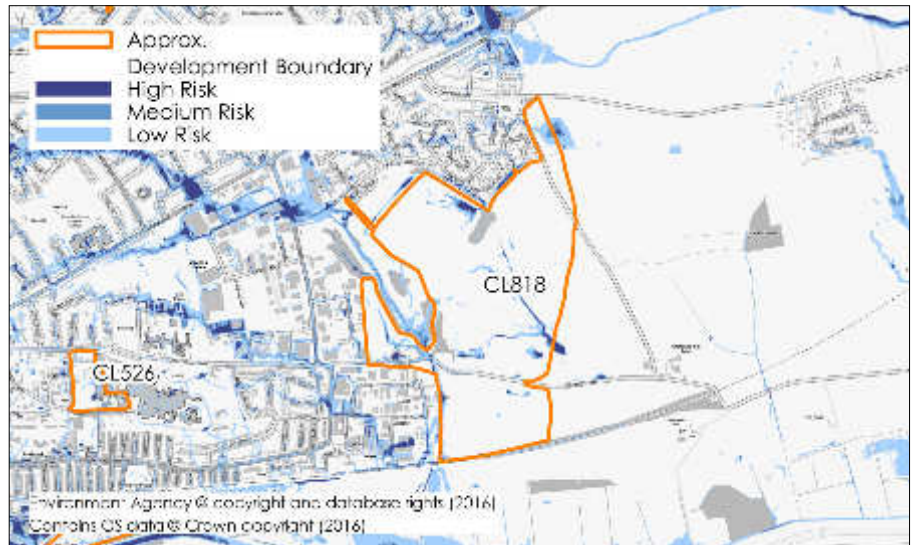 Approx.
Development Boundary
High Risk
Medium Risk
Low Risk
CL818
CL526
Environment Agency © copyright and database rights (2016)
Contains OS data © Crown copyright (2016)